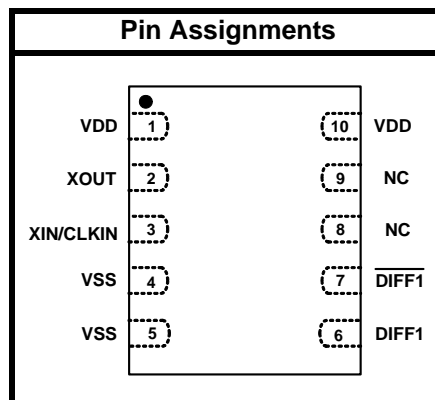 Pin Assignments
VDD 1 10 VDD
XOUT 2 9 NC
XIN/CLKIN 3 8 NC
VSS 4 7 DIFF1
VSS 5 6 DIFF1